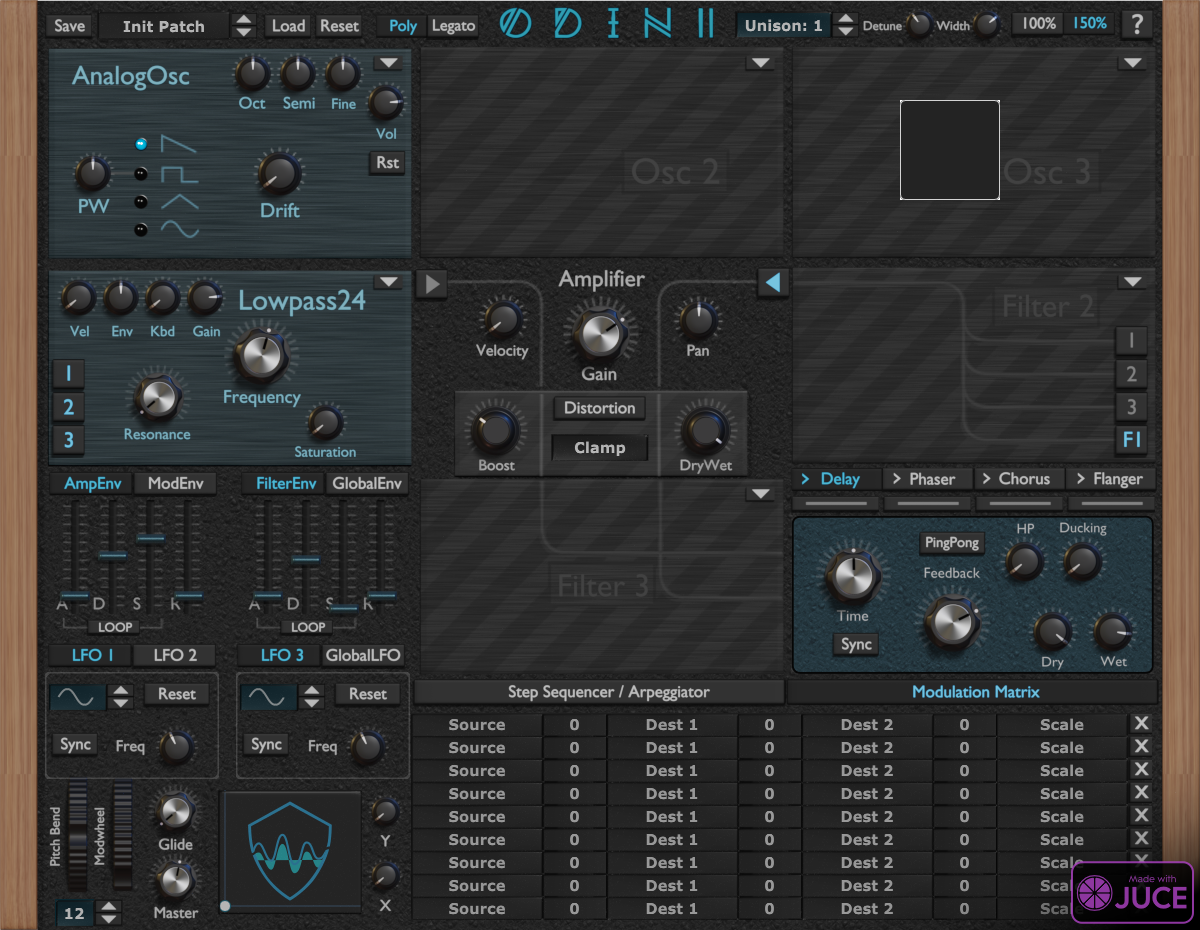 Save Init Patch Load Reset Poly Legato ODIN II Unison: 1 Detune Width 100% 150% ?
AnalogOsc
Oct Semi Fine
Vol
Rst
PW Drift
Osc 2
Osc 3
Vel Env Kbd Gain
Lowpass24
Frequency
Resonance
Saturation
1
2
3
Amplifier
Velocity Gain Pan
Distortion
Clamp
Boost DryWet
Filter 2
1
2
3
FI
AmpEnv ModEnv FilterEnv GlobalEnv
A D S R A D S R
LOOP LOOP
Filter 3
> Delay > Phaser > Chorus > Flanger
PingPong HP Ducking
Feedback
Time
Sync
Dry Wet
LFO 1 LFO 2 LFO 3 GlobalLFO
Reset Reset
Sync Freq Sync Freq
Step Sequencer / Arpeggiator Modulation Matrix
Source 0 Dest 1 0 Dest 2 0 Scale X
Source 0 Dest 1 0 Dest 2 0 Scale X
Source 0 Dest 1 0 Dest 2 0 Scale X
Source 0 Dest 1 0 Dest 2 0 Scale X
Source 0 Dest 1 0 Dest 2 0 Scale X
Source 0 Dest 1 0 Dest 2 0 Scale X
Source 0 Dest 1 0 Dest 2 0 Scale X
Source 0 Dest 1 0 Dest 2 0 Sca
Source 0 Dest 1 0 Dest 2 0 Sca
Pitch Bend
Modwheel
Glide
Master
12
Y
X
Made with
JUCE